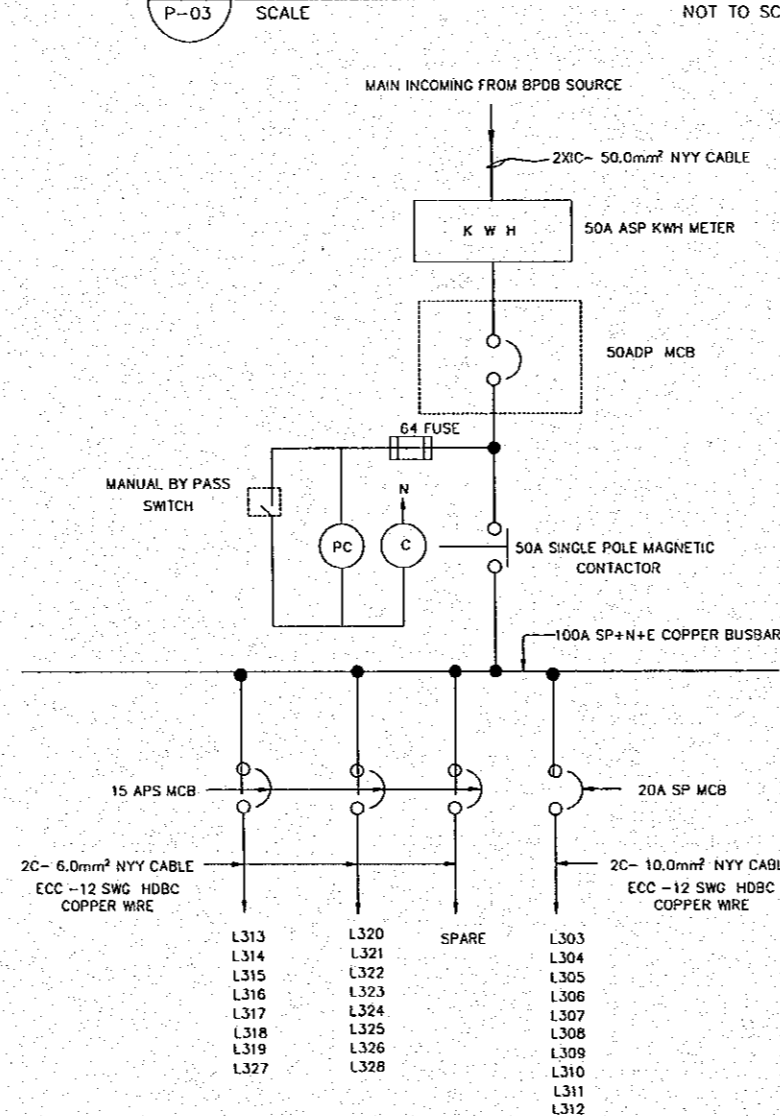 P-03 SCALE NOT TO SC
MAIN INCOMING FROM BPDB SOURCE
2XIC- 50.0mm² NYY CABLE
K W H
50A ASP KWH METER
50ADP MCB
64 FUSE
MANUAL BY PASS
SWITCH
N
PC
C
50A SINGLE POLE MAGNETIC
CONTACTOR
100A SP+N+E COPPER BUSBAR
15 APS MCB
20A SP MCB
2C- 6.0mm² NYY CABLE
ECC -12 SWG HDBC
COPPER WIRE
2C- 10.0mm² NYY CABL
ECC -12 SWG HDBC
COPPER WIRE
L313
L314
L315
L316
L317
L318
L319
L327
L320
L321
L322
L323
L324
L325
L326
L328
SPARE
L303
L304
L305
L306
L307
L308
L309
L310
L311
L312